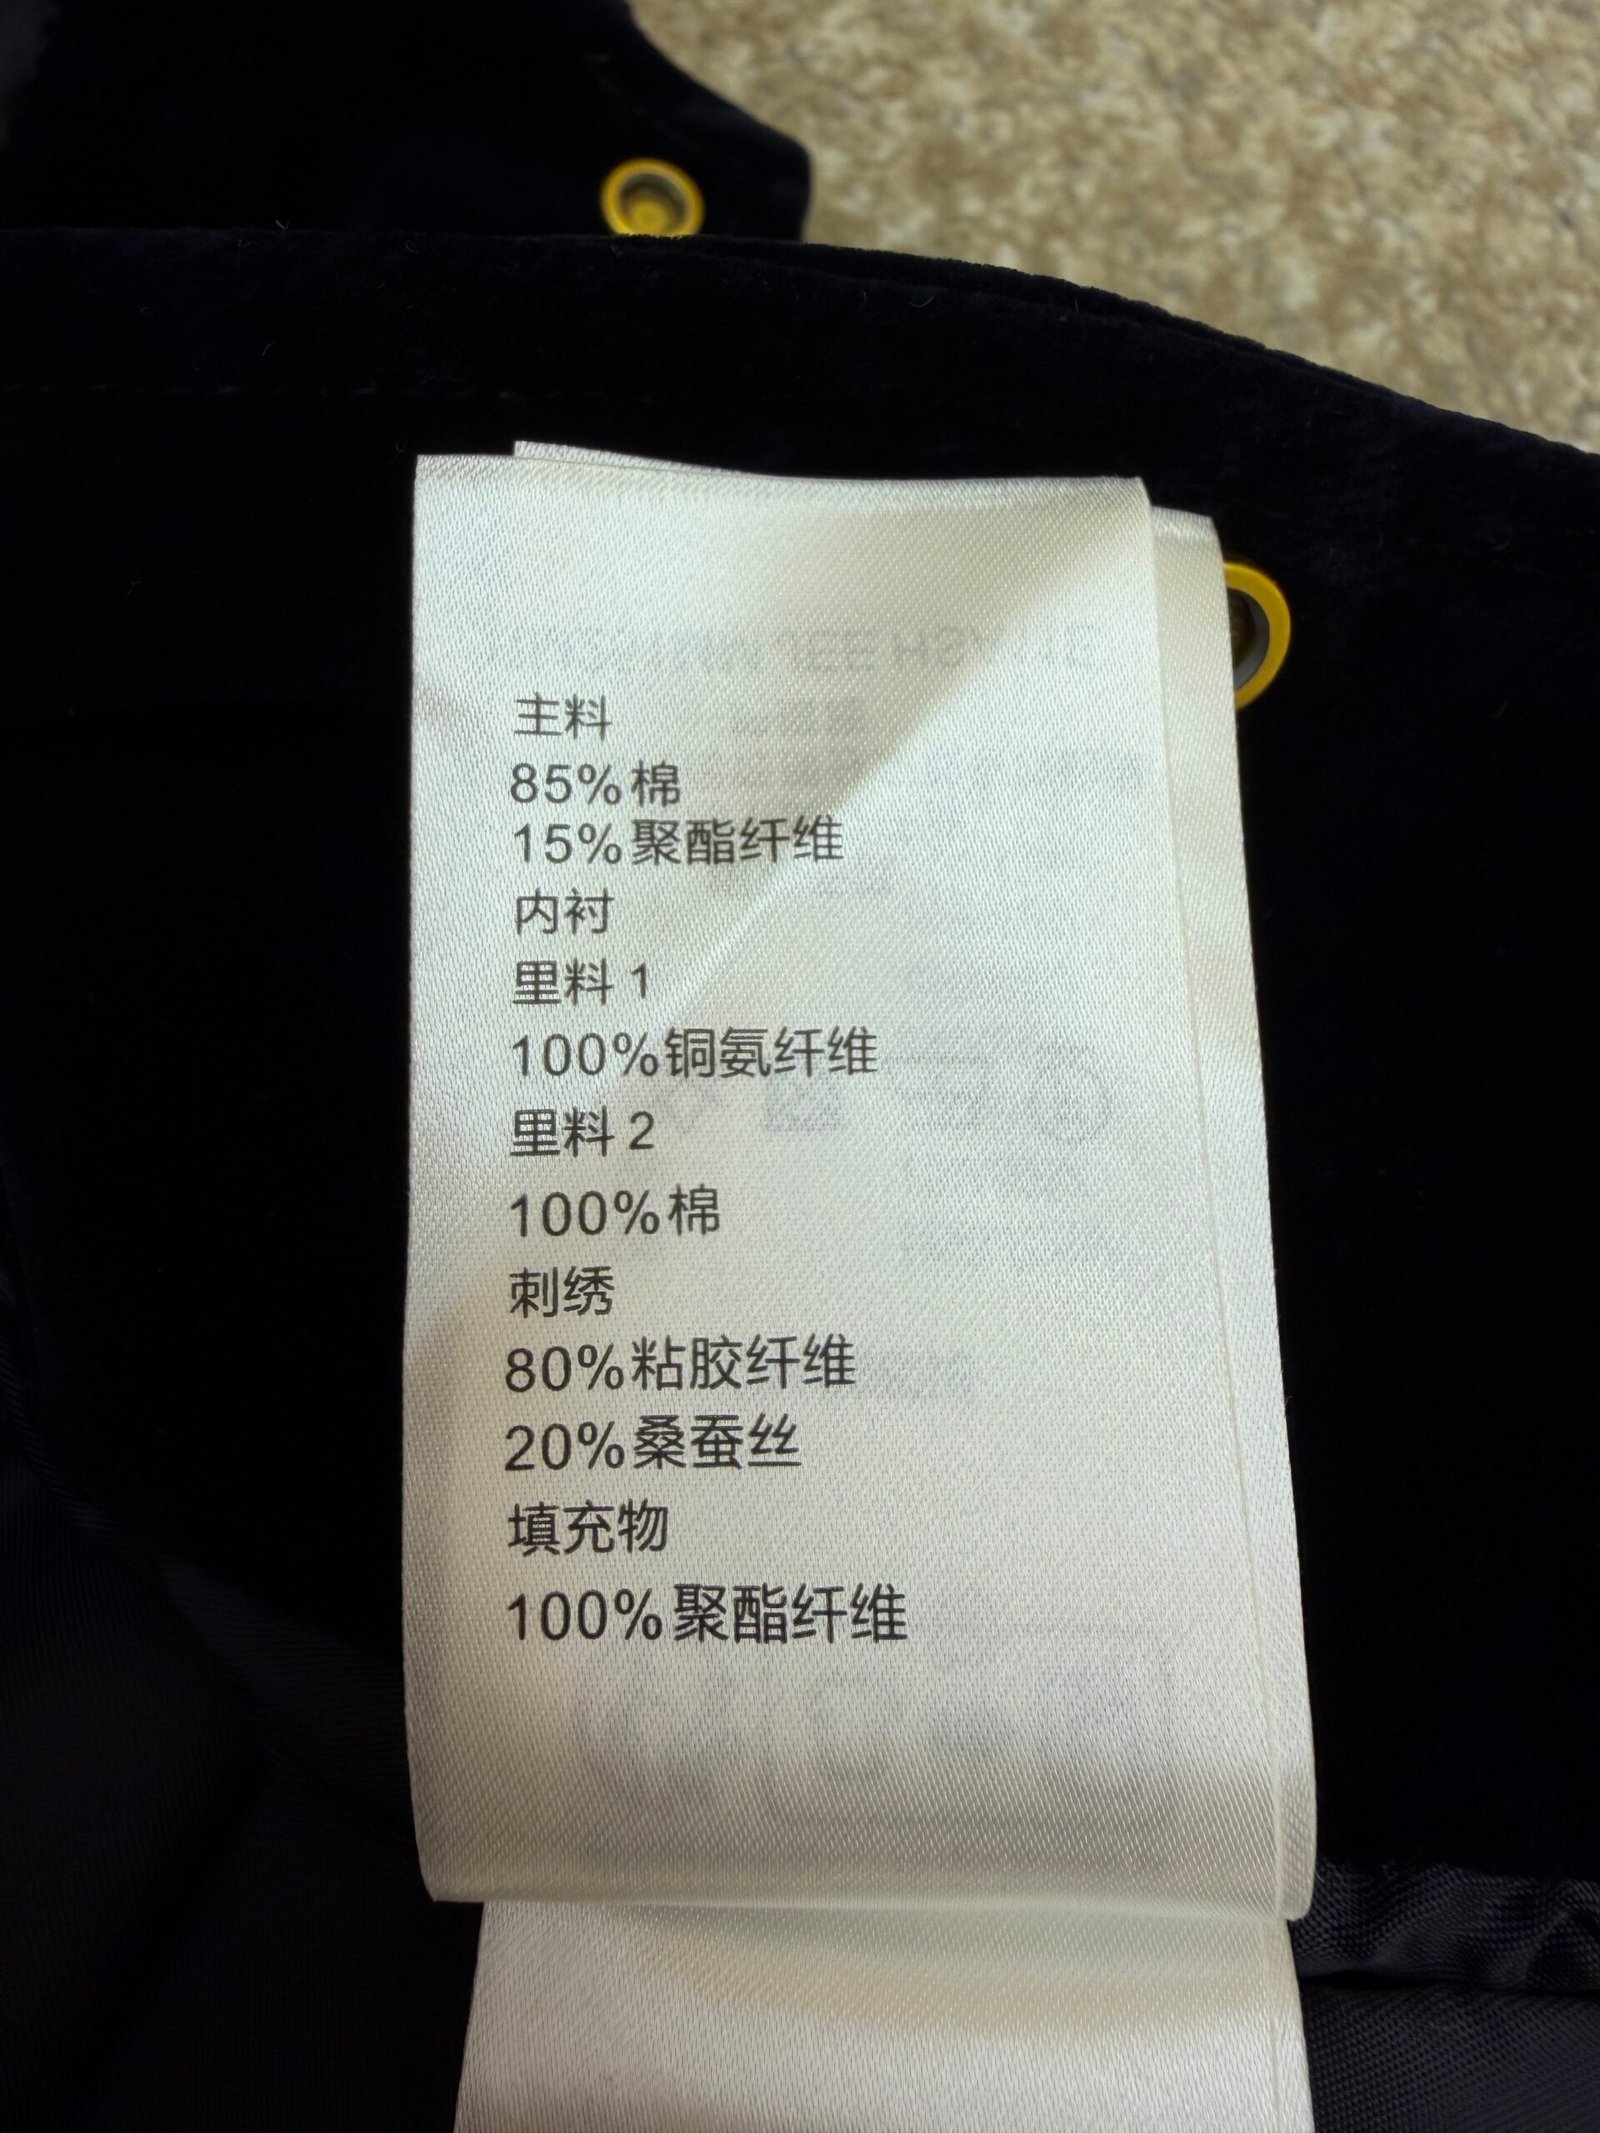 主料
85%棉
15%聚酯纤维
内衬
里料 1
100%铜氨纤维
里料 2
100%棉
刺绣
80%粘胶纤维
20%桑蚕丝
填充物
100%聚酯纤维